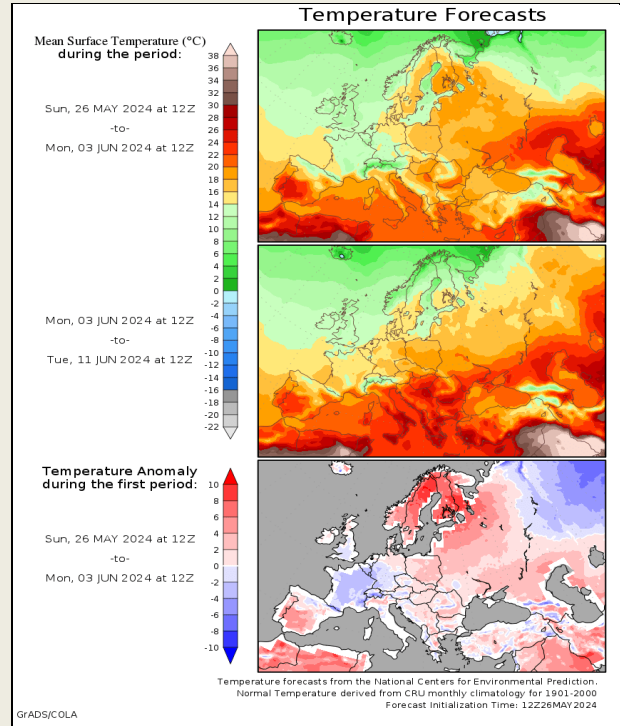 Temperature Forecasts
Mean Surface Temperature (°C)
during the period:
38
36
34
32
30
28
26
24
22
20
18
16
14
12
10
8
6
4
2
0
-2
-4
-6
-8
-10
-12
-14
-16
-18
-20
-22
Sun, 26 MAY 2024 at 12Z
-to-
Mon, 03 JUN 2024 at 12Z
Mon, 03 JUN 2024 at 12Z
-to-
Tue, 11 JUN 2024 at 12Z
Temperature Anomaly
during the first period:
10
8
6
4
2
0
-2
-4
-6
-8
-10
Sun, 26 MAY 2024 at 12Z
-to-
Mon, 03 JUN 2024 at 12Z
Temperature forecasts from the National Centers for Environmental Prediction.
Normal Temperature derived from CRU monthly climatology for 1901-2000
Forecast Initialization Time: 12Z26MAY2024
GrADS/COLA